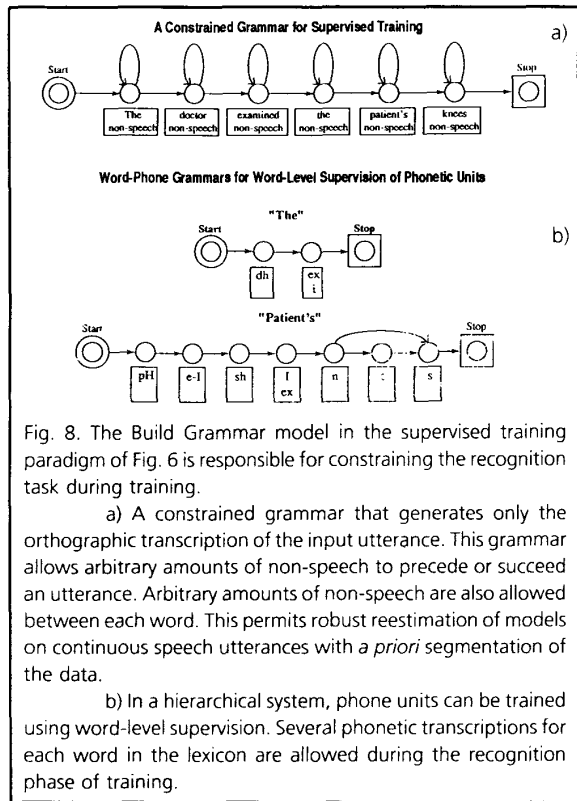 A Constrained Grammar for Supervised Training
a)
Start
Stop
The doctor examined the patient's knees
non-speech non-speech non-speech non-speech non-speech non-speech
Word-Phone Grammars for Word-Level Supervision of Phonetic Units
"The"
Start
Stop
b)
dh ex
i
"Patient's"
Start
Stop
pH e-I sh I n s
ex
Fig. 8. The Build Grammar model in the supervised training
paradigm of Fig. 6 is responsible for constraining the recognition
task during training.
a) A constrained grammar that generates only the
orthographic transcription of the input utterance. This grammar
allows arbitrary amounts of non-speech to precede or succeed
an utterance. Arbitrary amounts of non-speech are also allowed
between each word. This permits robust reestimation of models
on continuous speech utterances with a priori segmentation of
the data.
b) In a hierarchical system, phone units can be trained
using word-level supervision. Several phonetic transcriptions for
each word in the lexicon are allowed during the recognition
phase of training.